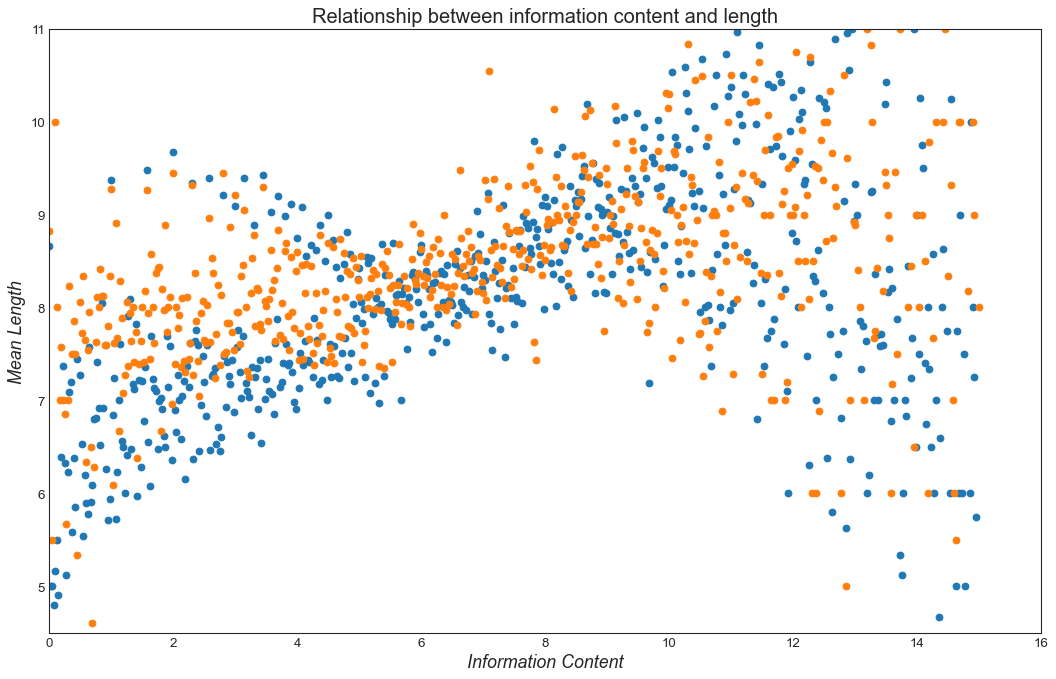 Relationship between information content and length
Mean Length
11
10
9
8
7
6
5
0 2 4 6 8 10 12 14 16
Information Content